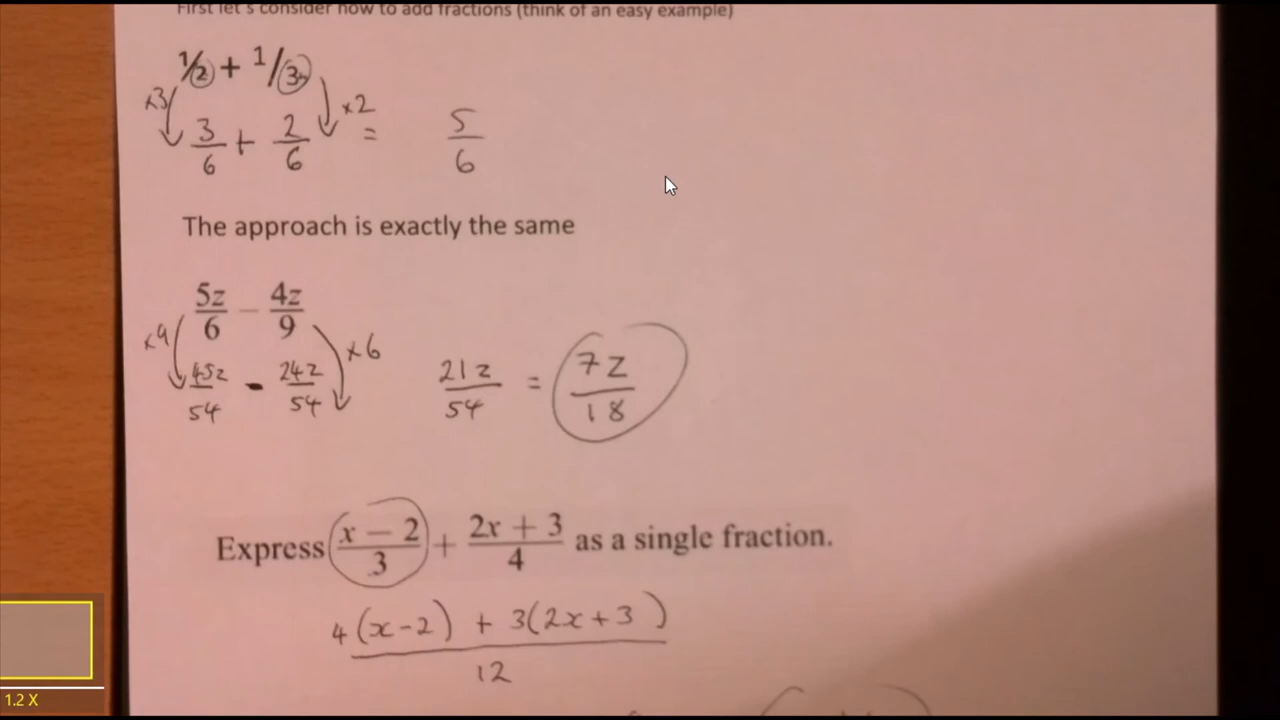 First let's consider how to add fractions (think of an easy example)
1/2 + 1/3
×3 ×2
3/6 + 2/6 = 5/6
The approach is exactly the same
5z/6 − 4z/9
×9 ×6
45z/54 - 24z/54 21z/54 = 7z/18
Express (x − 2)/3 + (2x + 3)/4 as a single fraction.
4(x-2) + 3(2x+3)
12
1.2 X